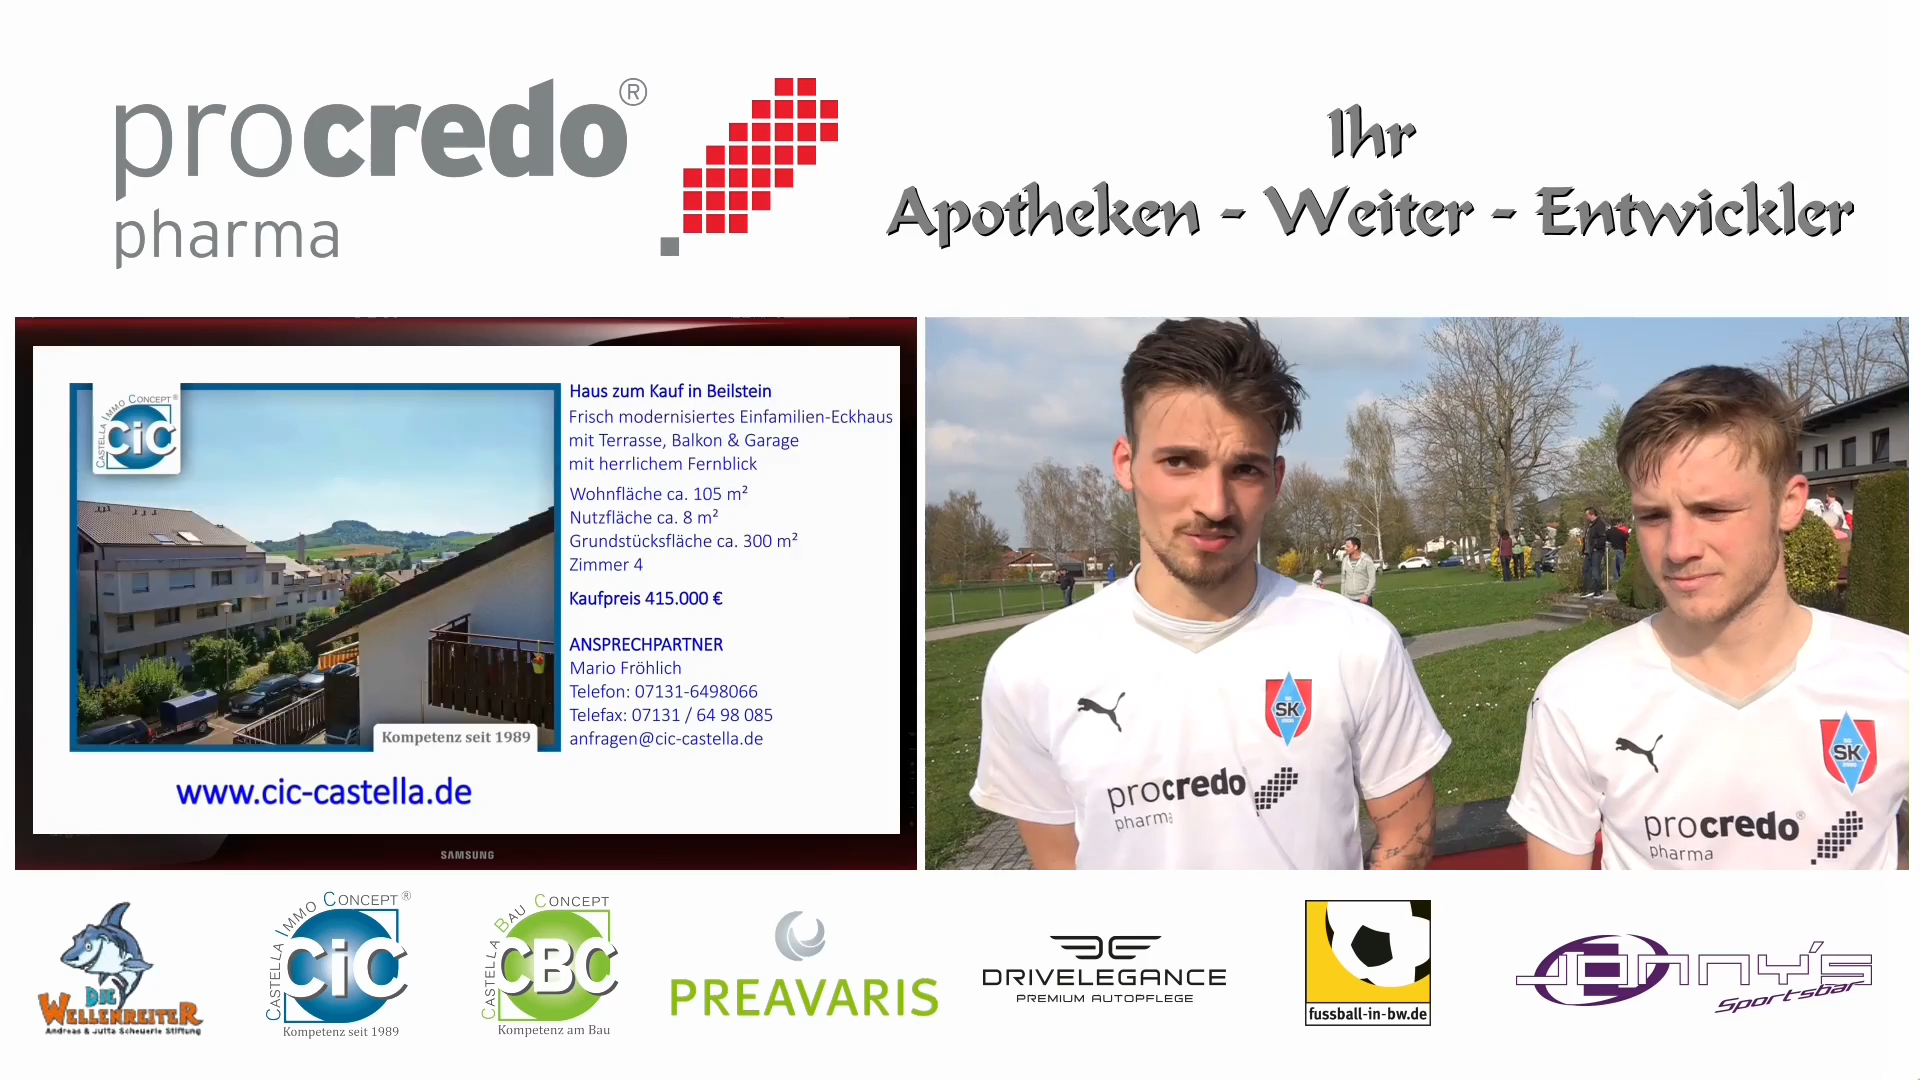 procredo®
pharma
Ihr
Apotheken - Weiter - Entwickler
CASTELLA IMMO CONCEPT®
CiC
Kompetenz seit 1989
www.cic-castella.de
Haus zum Kauf in Beilstein
Frisch modernisiertes Einfamilien-Eckhaus
mit Terrasse, Balkon & Garage
mit herrlichem Fernblick
Wohnfläche ca. 105 m²
Nutzfläche ca. 8 m²
Grundstücksfläche ca. 300 m²
Zimmer 4
Kaufpreis 415.000 €
ANSPRECHPARTNER
Mario Fröhlich
Telefon: 07131-6498066
Telefax: 07131 / 64 98 085
anfragen@cic-castella.de
SAMSUNG
SK
procredo
pharma
SK
procredo®
pharma
DIE
WELLENREITER
Andreas & Jutta Scheuerle Stiftung
CASTELLA IMMO CONCEPT®
CiC
Kompetenz seit 1989
CASTELLA BAU CONCEPT
CBC
Kompetenz am Bau
PREAVARIS
DRIVELEGANCE
PREMIUM AUTOPFLEGE
fussball-in-bw.de
JONNY'S
Sportsbar